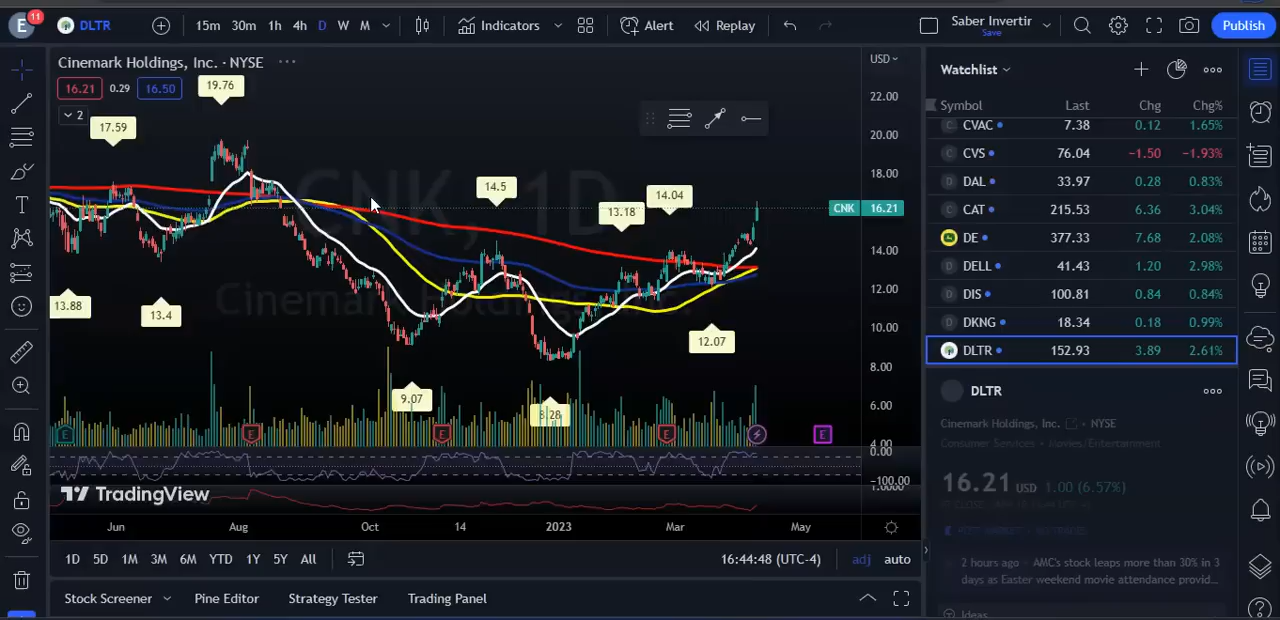 E 11 DLTR 15m 30m 1h 4h D W M Indicators Alert Replay Saber Invertir Save Publish
Cinemark Holdings, Inc. · NYSE
16.21 0.29 16.50
2
CNK, 1D
Cinemark Holdings, Inc.
17.59
19.76
14.5
13.18
14.04
13.88
13.4
9.07
8.28
12.07
USD
22.00
20.00
18.00
CNK 16.21
14.00
12.00
10.00
8.00
6.00
4.00
0.00
-100.00
1.0000
E E E E E
TradingView
Jun Aug Oct 14 2023 Mar May
1D 5D 1M 3M 6M YTD 1Y 5Y All 16:44:48 (UTC-4) adj auto
Stock Screener Pine Editor Strategy Tester Trading Panel
Watchlist
Symbol Last Chg Chg%
C CVAC 7.38 0.12 1.65%
C CVS 76.04 −1.50 −1.93%
D DAL 33.97 0.28 0.83%
C CAT 215.53 6.36 3.04%
DE 377.33 7.68 2.08%
D DELL 41.43 1.20 2.98%
D DIS 100.81 0.84 0.84%
D DKNG 18.34 0.18 0.99%
DLTR 152.93 3.89 2.61%
DLTR
Cinemark Holdings, Inc. • NYSE
Consumer Services • Movies/Entertainment
16.21 USD 1.00 (6.57%)
2 hours ago · AMC's stock leaps more than 30% in 3
days as Easter weekend movie attendance provid...
Ideas